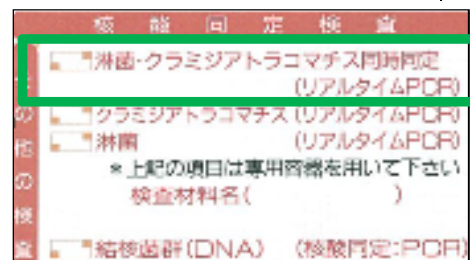 核酸同定検査
その他の検査
淋菌・クラミジアトラコマチス同時同定
(リアルタイムPCR)
クラミジアトラコマチス(リアルタイムPCR)
淋菌 (リアルタイムPCR)
*上記の項目は専用容器を用いて下さい
検査材料名( )
結核菌群(DNA) (核酸同定:PCR)